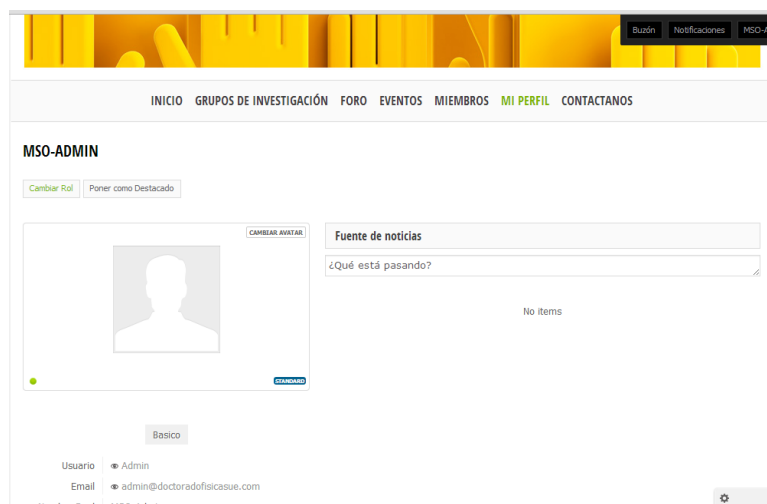 Buzón Notificaciones MSO-A
INICIO GRUPOS DE INVESTIGACIÓN FORO EVENTOS MIEMBROS MI PERFIL CONTACTANOS
MSO-ADMIN
Cambiar Rol Poner como Destacado
CAMBIAR AVATAR
STANDARD
Fuente de noticias
¿Qué está pasando?
No items
Basico
Usuario Admin
Email admin@doctoradofisicasue.com